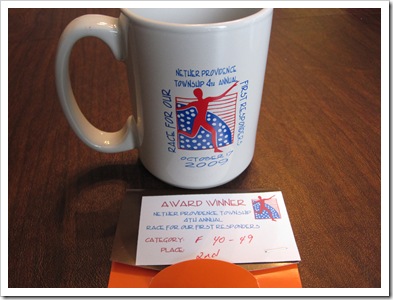 NETHER PROVIDENCE
TOWNSHIP 4th ANNUAL
RACE FOR OUR
FIRST RESPONDERS
OCTOBER 17
2009
AWARD WINNER
NETHER PROVIDENCE TOWNSHIP
4TH ANNUAL
RACE FOR OUR FIRST RESPONDERS
CATEGORY F 40-49
PLACE: 2ND